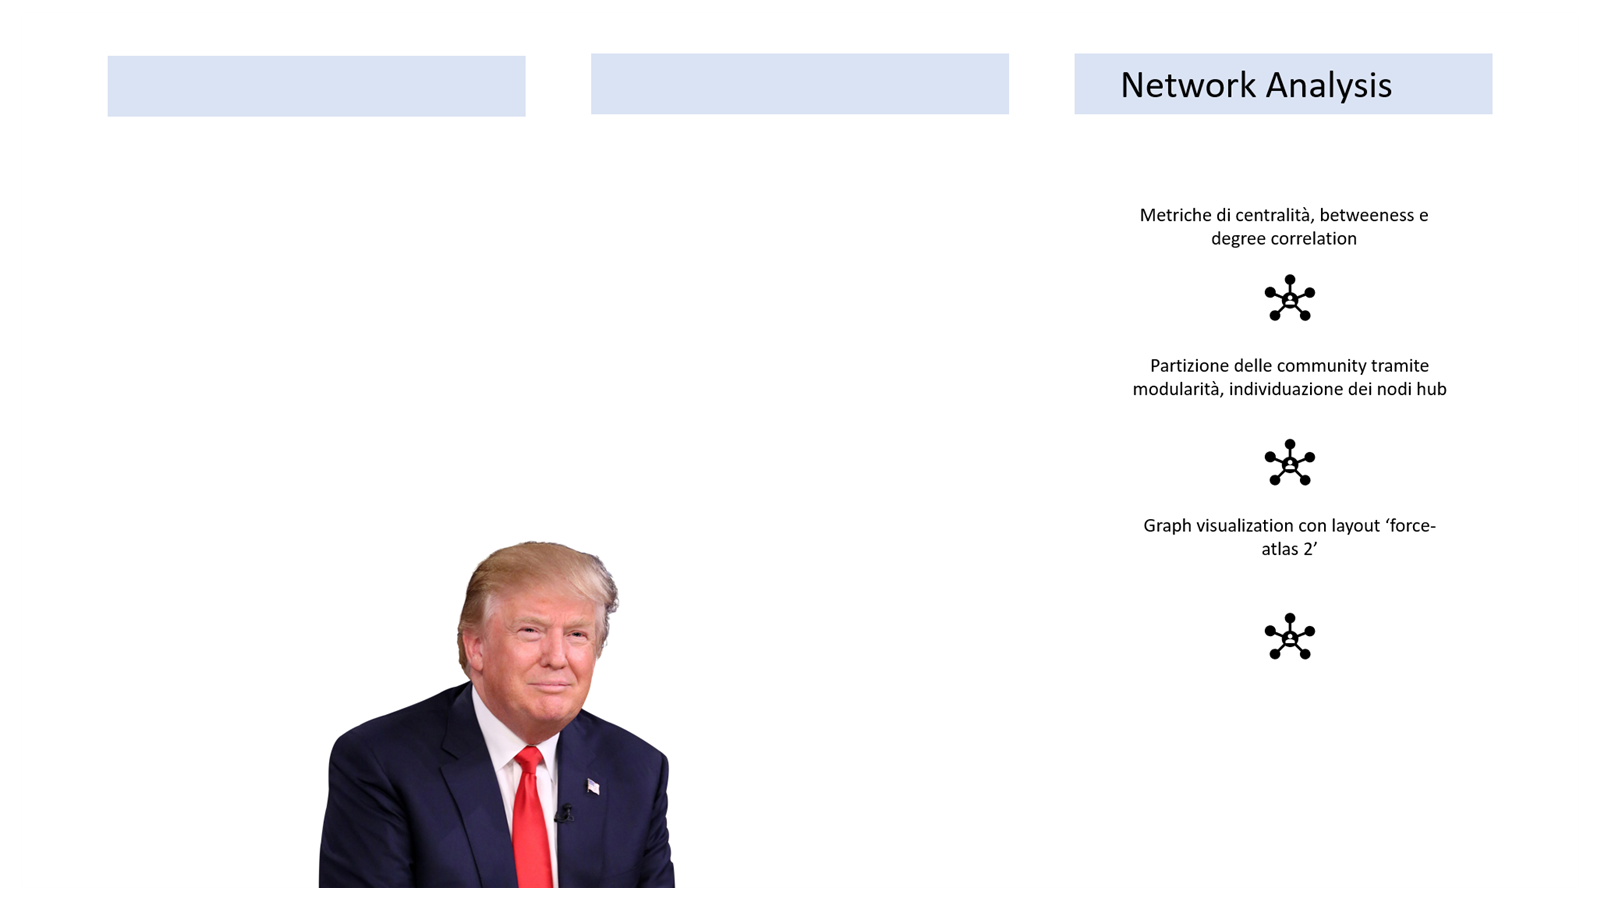 Network Analysis
Metriche di centralità, betweeness e
degree correlation
Partizione delle community tramite
modularità, individuazione dei nodi hub
Graph visualization con layout ‘force-
atlas 2’